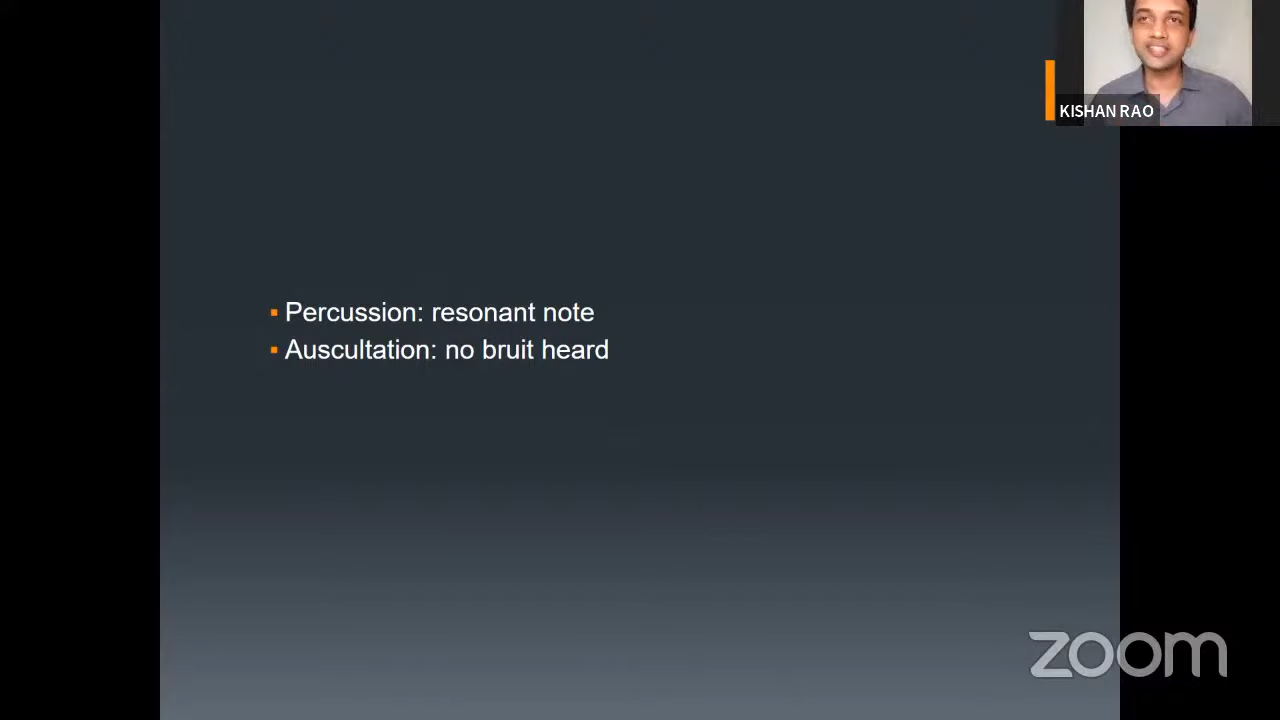 KISHAN RAO
▪ Percussion: resonant note
▪ Auscultation: no bruit heard
zoom